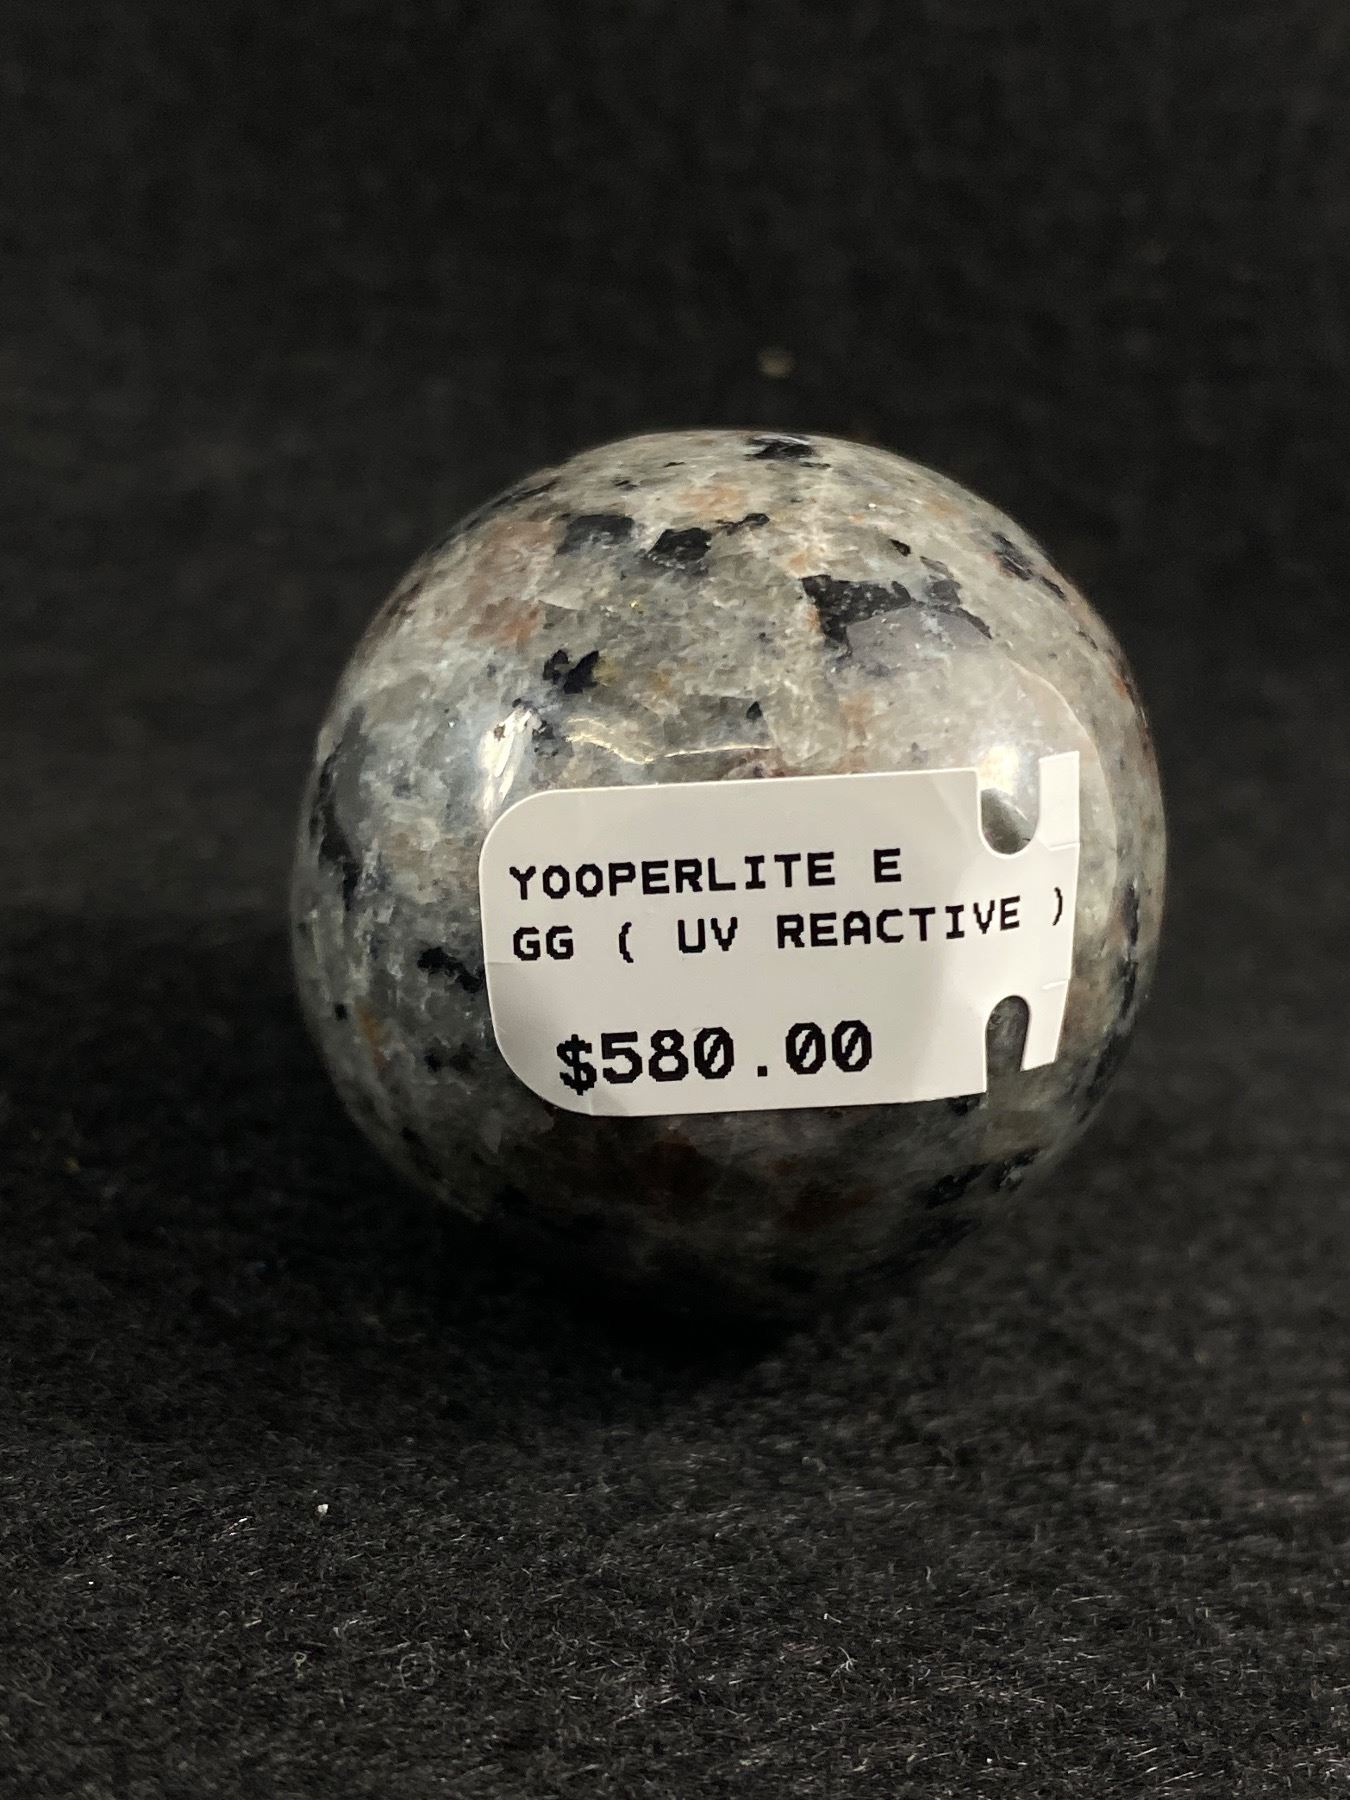 YOOPERLITE E
GG ( UV REACTIVE )
$580.00